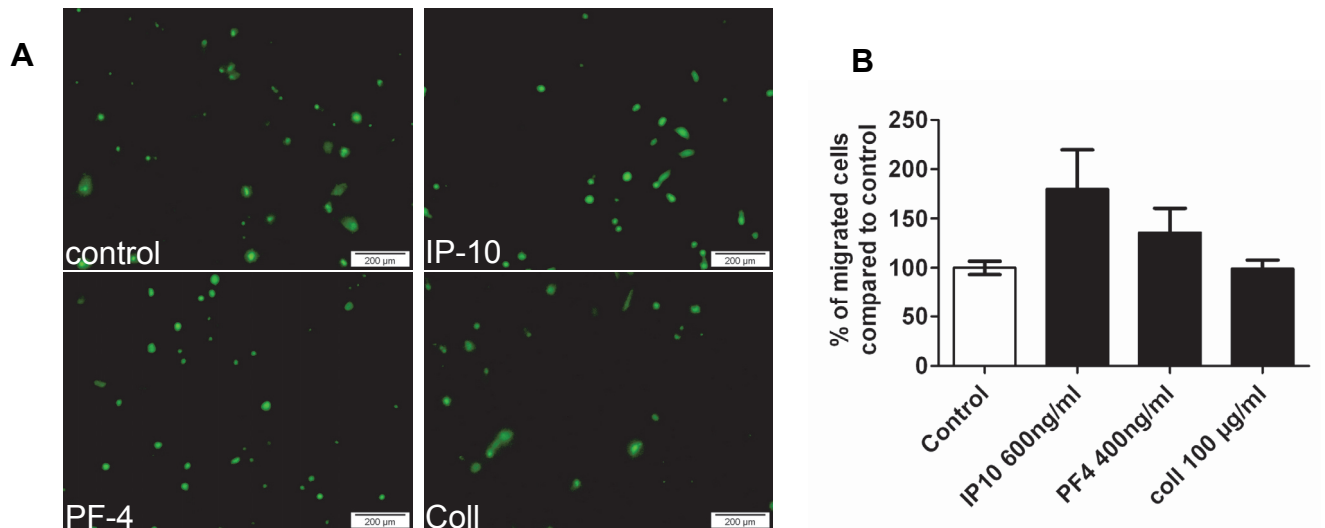 A
control
200 µm
IP-10
200 µm
PF-4
200 µm
Coll
200 µm
B
% of migrated cells
compared to control
250
200
150
100
50
0
Control
IP10 600ng/ml
PF4 400ng/ml
coll 100 µg/ml